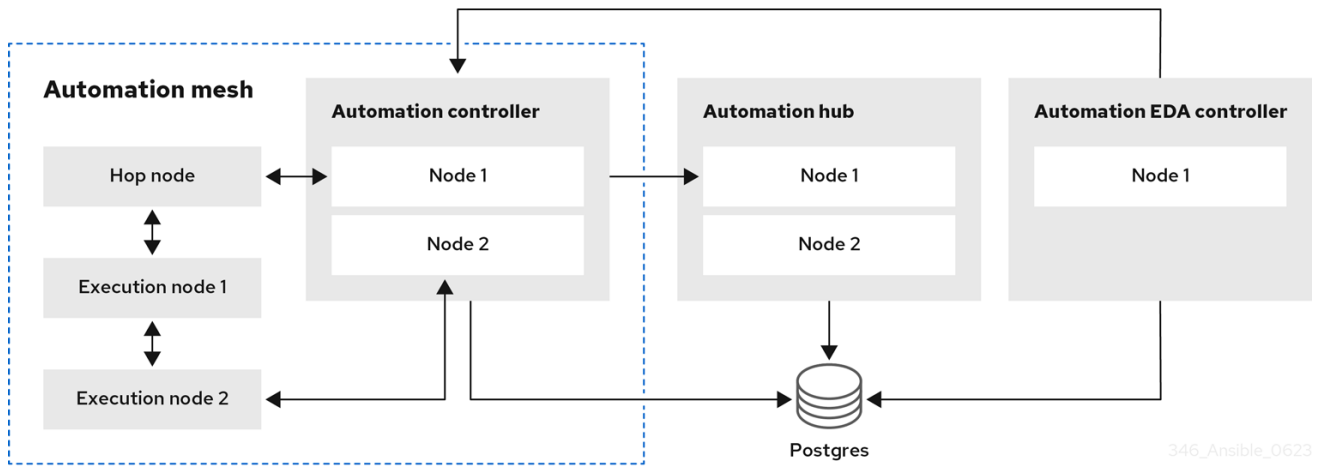 Automation mesh
Hop node
Execution node 1
Execution node 2
Automation controller
Node 1
Node 2
Automation hub
Node 1
Node 2
Automation EDA controller
Node 1
Postgres
346_Ansible_0623